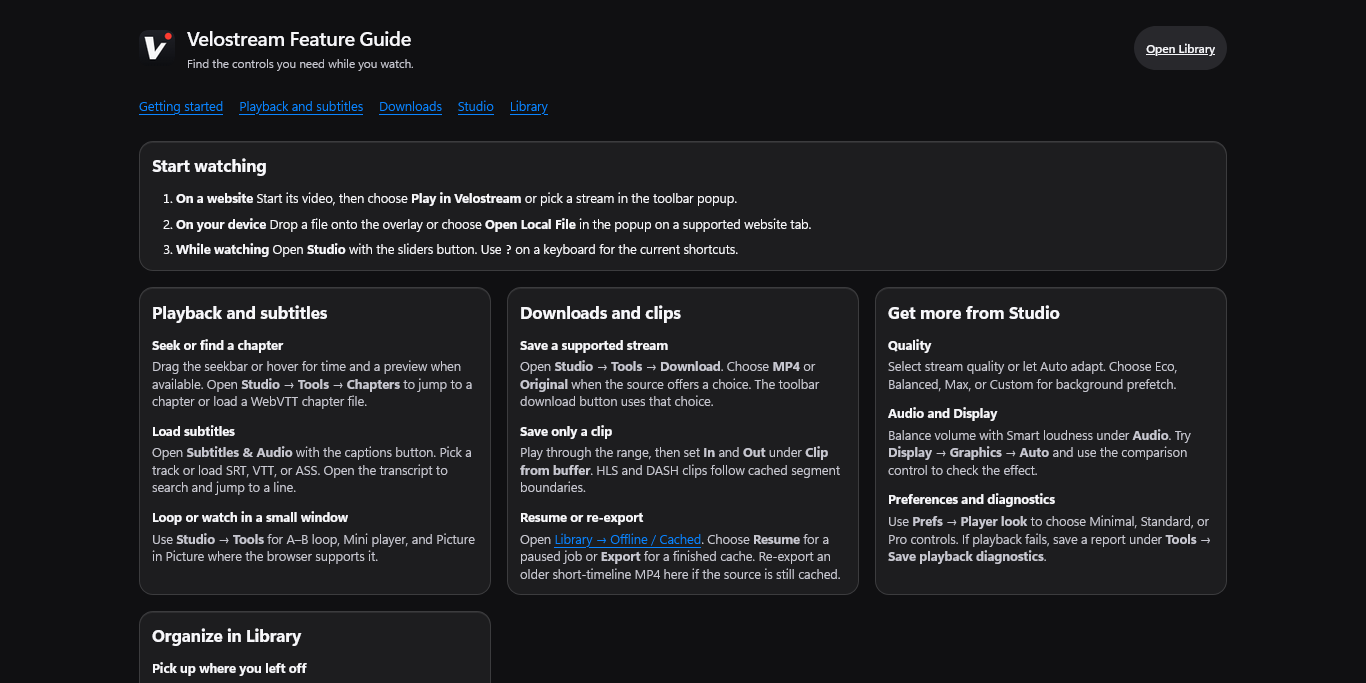 Velostream Feature Guide
Find the controls you need while you watch.
Open Library
Getting started Playback and subtitles Downloads Studio Library
Start watching
1. On a website Start its video, then choose Play in Velostream or pick a stream in the toolbar popup.
2. On your device Drop a file onto the overlay or choose Open Local File in the popup on a supported website tab.
3. While watching Open Studio with the sliders button. Use ? on a keyboard for the current shortcuts.
Playback and subtitles
Seek or find a chapter
Drag the seekbar or hover for time and a preview when
available. Open Studio → Tools → Chapters to jump to a
chapter or load a WebVTT chapter file.
Load subtitles
Open Subtitles & Audio with the captions button. Pick a
track or load SRT, VTT, or ASS. Open the transcript to
search and jump to a line.
Loop or watch in a small window
Use Studio → Tools for A–B loop, Mini player, and Picture
in Picture where the browser supports it.
Downloads and clips
Save a supported stream
Open Studio → Tools → Download. Choose MP4 or
Original when the source offers a choice. The toolbar
download button uses that choice.
Save only a clip
Play through the range, then set In and Out under Clip
from buffer. HLS and DASH clips follow cached segment
boundaries.
Resume or re-export
Open Library → Offline / Cached. Choose Resume for a
paused job or Export for a finished cache. Re-export an
older short-timeline MP4 here if the source is still cached.
Get more from Studio
Quality
Select stream quality or let Auto adapt. Choose Eco,
Balanced, Max, or Custom for background prefetch.
Audio and Display
Balance volume with Smart loudness under Audio. Try
Display → Graphics → Auto and use the comparison
control to check the effect.
Preferences and diagnostics
Use Prefs → Player look to choose Minimal, Standard, or
Pro controls. If playback fails, save a report under Tools →
Save playback diagnostics.
Organize in Library
Pick up where you left off